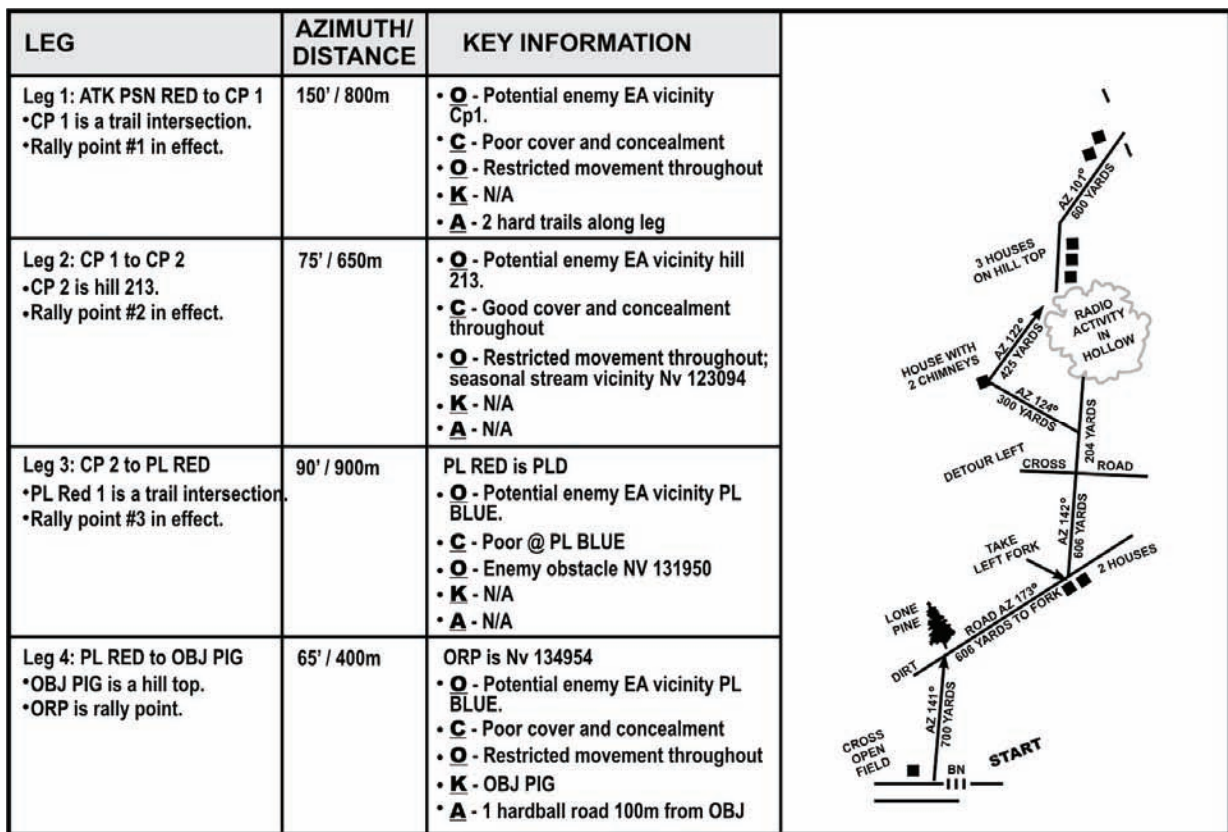 LEG
AZIMUTH/
DISTANCE
KEY INFORMATION
Leg 1: ATK PSN RED to CP 1
•CP 1 is a trail intersection.
•Rally point #1 in effect.
150' / 800m
• O - Potential enemy EA vicinity
Cp1.
• C - Poor cover and concealment
• O - Restricted movement throughout
• K - N/A
• A - 2 hard trails along leg
Leg 2: CP 1 to CP 2
•CP 2 is hill 213.
•Rally point #2 in effect.
75' / 650m
• O - Potential enemy EA vicinity hill
213.
• C - Good cover and concealment
throughout
• O - Restricted movement throughout;
seasonal stream vicinity Nv 123094
• K - N/A
• A - N/A
Leg 3: CP 2 to PL RED
•PL Red 1 is a trail intersection.
•Rally point #3 in effect.
90' / 900m
PL RED is PLD
• O - Potential enemy EA vicinity PL
BLUE.
• C - Poor @ PL BLUE
• O - Enemy obstacle NV 131950
• K - N/A
• A - N/A
Leg 4: PL RED to OBJ PIG
•OBJ PIG is a hill top.
•ORP is rally point.
65' / 400m
ORP is Nv 134954
• O - Potential enemy EA vicinity PL
BLUE.
• C - Poor cover and concealment
• O - Restricted movement throughout
• K - OBJ PIG
• A - 1 hardball road 100m from OBJ
AZ 101º
600 YARDS
3 HOUSES
ON HILL TOP
RADIO
ACTIVITY
IN
HOLLOW
AZ 122º
425 YARDS
HOUSE WITH
2 CHIMNEYS
AZ 124º
300 YARDS
204 YARDS
DETOUR LEFT
CROSS ROAD
AZ 142º
606 YARDS
TAKE
LEFT FORK
2 HOUSES
LONE
PINE
ROAD AZ 173º
606 YARDS TO FORK
DIRT
AZ 141º
700 YARDS
CROSS
OPEN
FIELD
BN
START